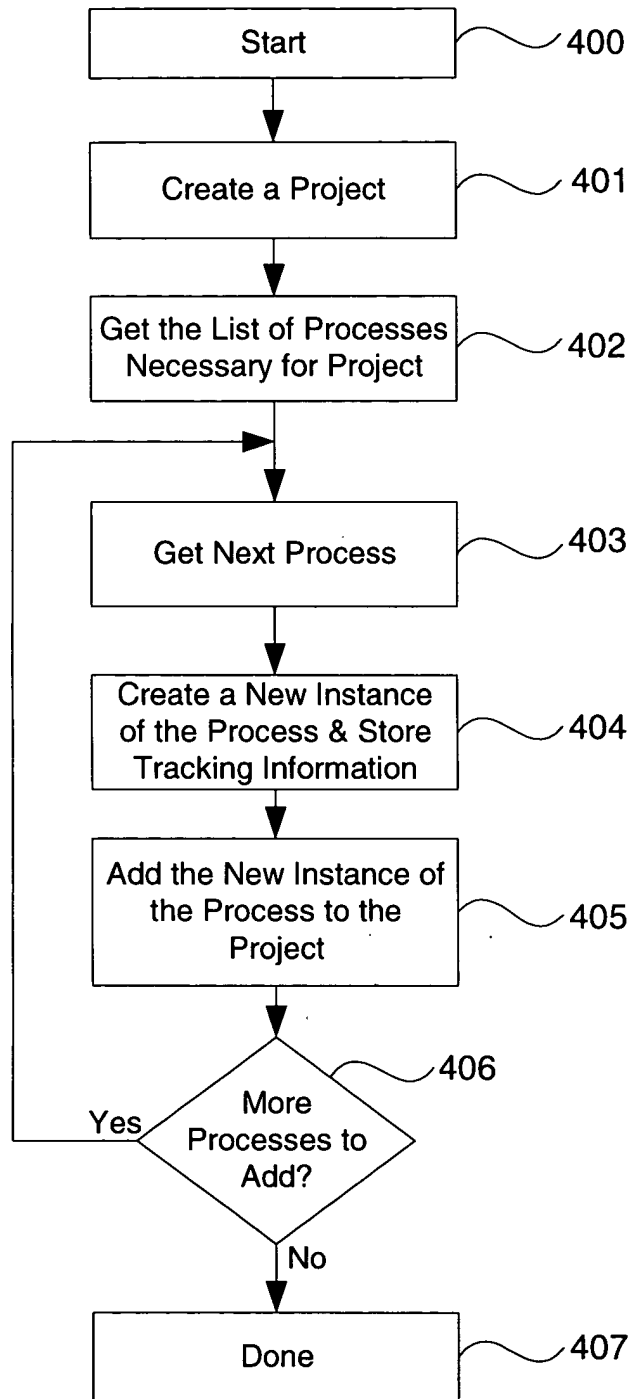 Start
400
Create a Project
401
Get the List of Processes
Necessary for Project
402
Get Next Process
403
Create a New Instance
of the Process & Store
Tracking Information
404
Add the New Instance of
the Process to the
Project
405
406
More
Processes to
Add?
Yes
No
Done
407